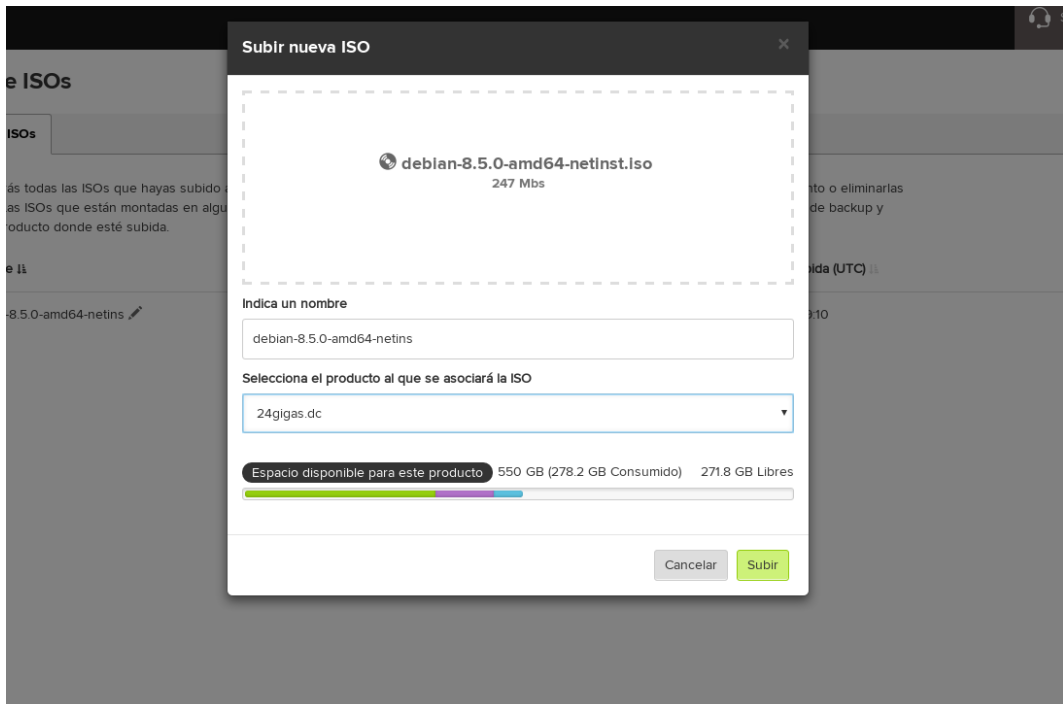 Subir nueva ISO
×
e ISOs
ISOs
debian-8.5.0-amd64-netinst.iso
247 Mbs
ás todas las ISOs que hayas subido
nto o eliminarlas
as ISOs que están montadas en algu
de backup y
oducto donde esté subida.
e
ida (UTC)
Indica un nombre
-8.5.0-amd64-netins
:10
debian-8.5.0-amd64-netins
Selecciona el producto al que se asociará la ISO
24gigas.dc
Espacio disponible para este producto 550 GB (278.2 GB Consumido) 271.8 GB Libres
Cancelar Subir